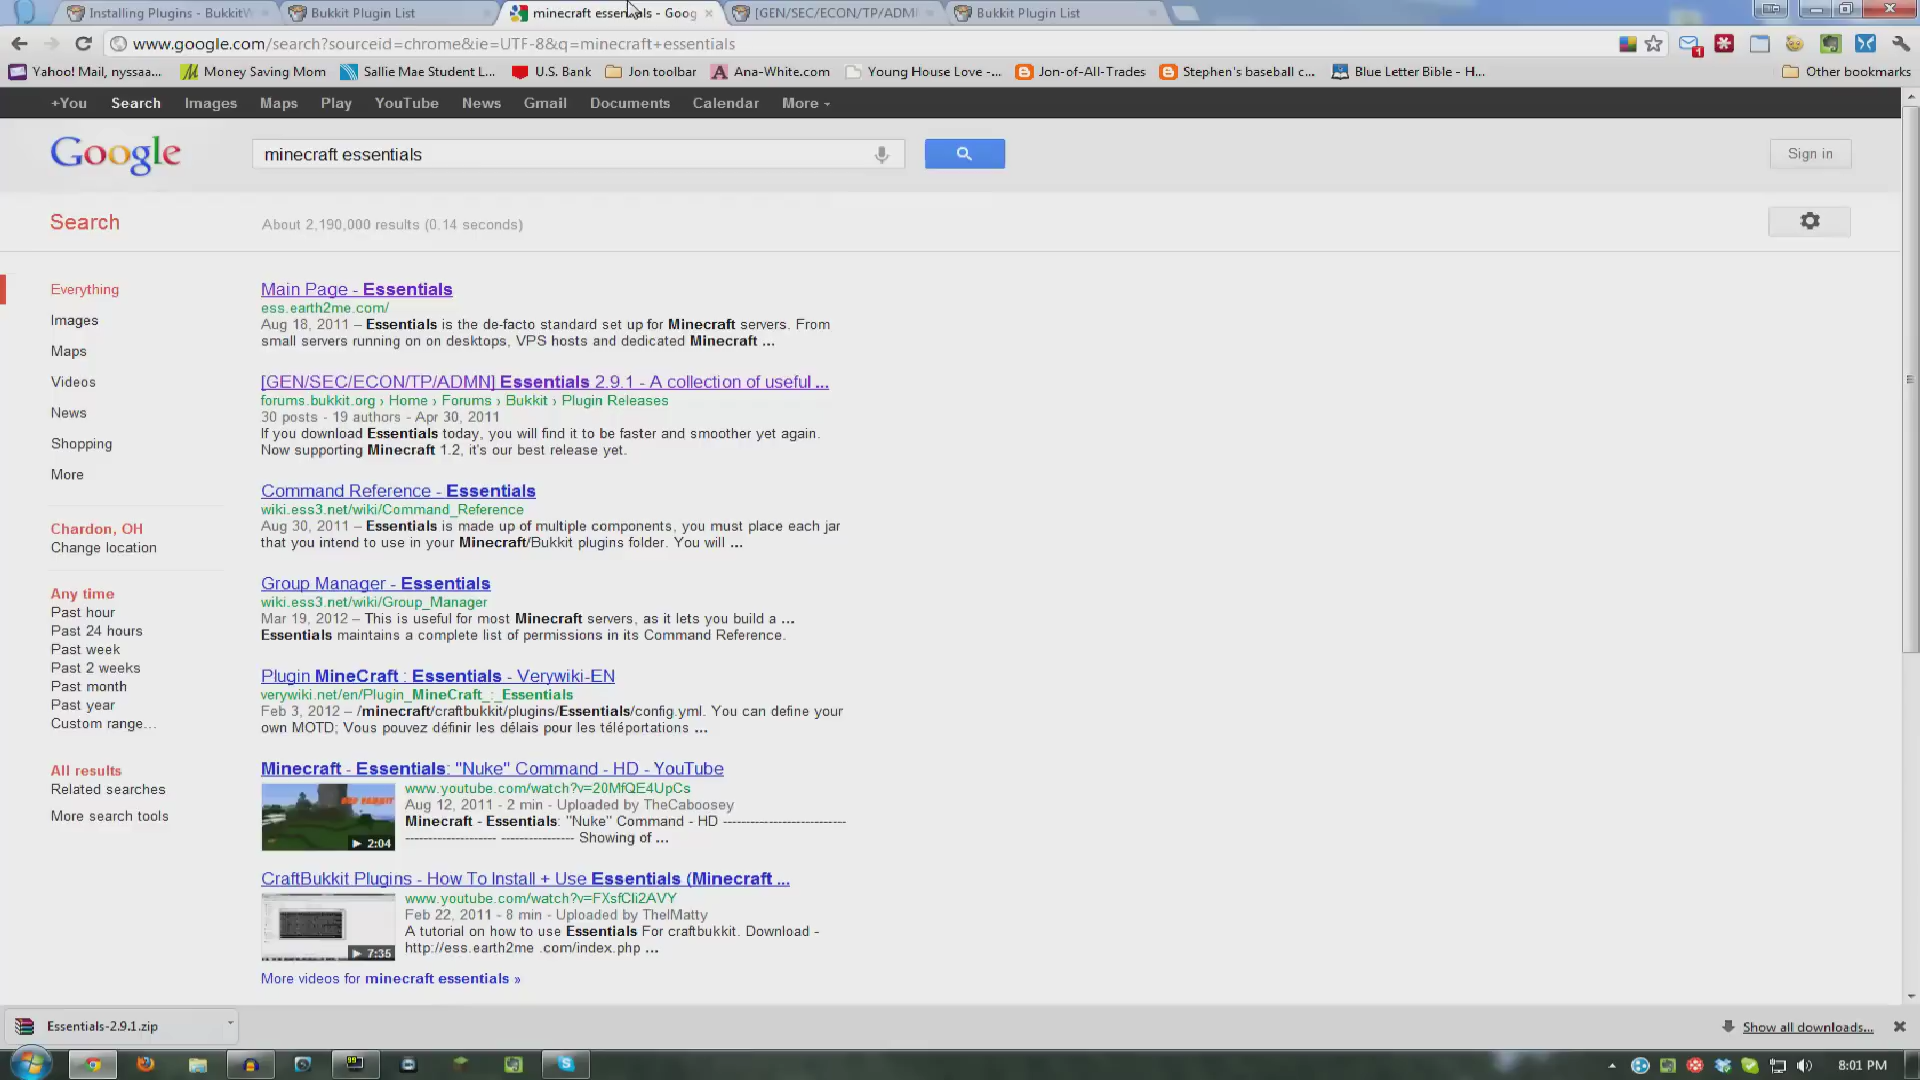 Installing Plugins - BukkitW
Bukkit Plugin List
minecraft essentials - Goog
[GEN/SEC/ECON/TP/ADMI
Bukkit Plugin List
www.google.com/search?sourceid=chrome&ie=UTF-8&q=minecraft+essentials
1
Yahoo! Mail, nyssaa...
Money Saving Mom
Sallie Mae Student L...
U.S. Bank
Jon toolbar
Ana-White.com
Young House Love -...
Jon-of-All-Trades
Stephen's baseball c...
Blue Letter Bible - H...
Other bookmarks
+You Search Images Maps Play YouTube News Gmail Documents Calendar More
Google
minecraft essentials
Sign in
Search
About 2,190,000 results (0.14 seconds)
Everything
Images
Maps
Videos
News
Shopping
More
Chardon, OH
Change location
Any time
Past hour
Past 24 hours
Past week
Past 2 weeks
Past month
Past year
Custom range...
All results
Related searches
More search tools
Main Page - Essentials
ess.earth2me.com/
Aug 18, 2011 – Essentials is the de-facto standard set up for Minecraft servers. From
small servers running on on desktops, VPS hosts and dedicated Minecraft ...
[GEN/SEC/ECON/TP/ADMN] Essentials 2.9.1 - A collection of useful ...
forums.bukkit.org › Home › Forums › Bukkit › Plugin Releases
30 posts - 19 authors - Apr 30, 2011
If you download Essentials today, you will find it to be faster and smoother yet again.
Now supporting Minecraft 1.2, it's our best release yet.
Command Reference - Essentials
wiki.ess3.net/wiki/Command_Reference
Aug 30, 2011 – Essentials is made up of multiple components, you must place each jar
that you intend to use in your Minecraft/Bukkit plugins folder. You will ...
Group Manager - Essentials
wiki.ess3.net/wiki/Group_Manager
Mar 19, 2012 – This is useful for most Minecraft servers, as it lets you build a ...
Essentials maintains a complete list of permissions in its Command Reference.
Plugin MineCraft : Essentials - Verywiki-EN
verywiki.net/en/Plugin_MineCraft_:_Essentials
Feb 3, 2012 – /minecraft/craftbukkit/plugins/Essentials/config.yml. You can define your
own MOTD; Vous pouvez définir les délais pour les téléportations ...
Minecraft - Essentials: "Nuke" Command - HD - YouTube
www.youtube.com/watch?v=20MfQE4UpCs
Aug 12, 2011 - 2 min - Uploaded by TheCaboosey
Minecraft - Essentials: "Nuke" Command - HD ---------------------------
-------------------- ---------------- Showing of ...
2:04
CraftBukkit Plugins - How To Install + Use Essentials (Minecraft ...
www.youtube.com/watch?v=FXsfCli2AVY
Feb 22, 2011 - 8 min - Uploaded by TheIMatty
A tutorial on how to use Essentials For craftbukkit. Download -
http://ess.earth2me .com/index.php ...
7:35
More videos for minecraft essentials »
Essentials-2.9.1.zip
Show all downloads...
8:01 PM